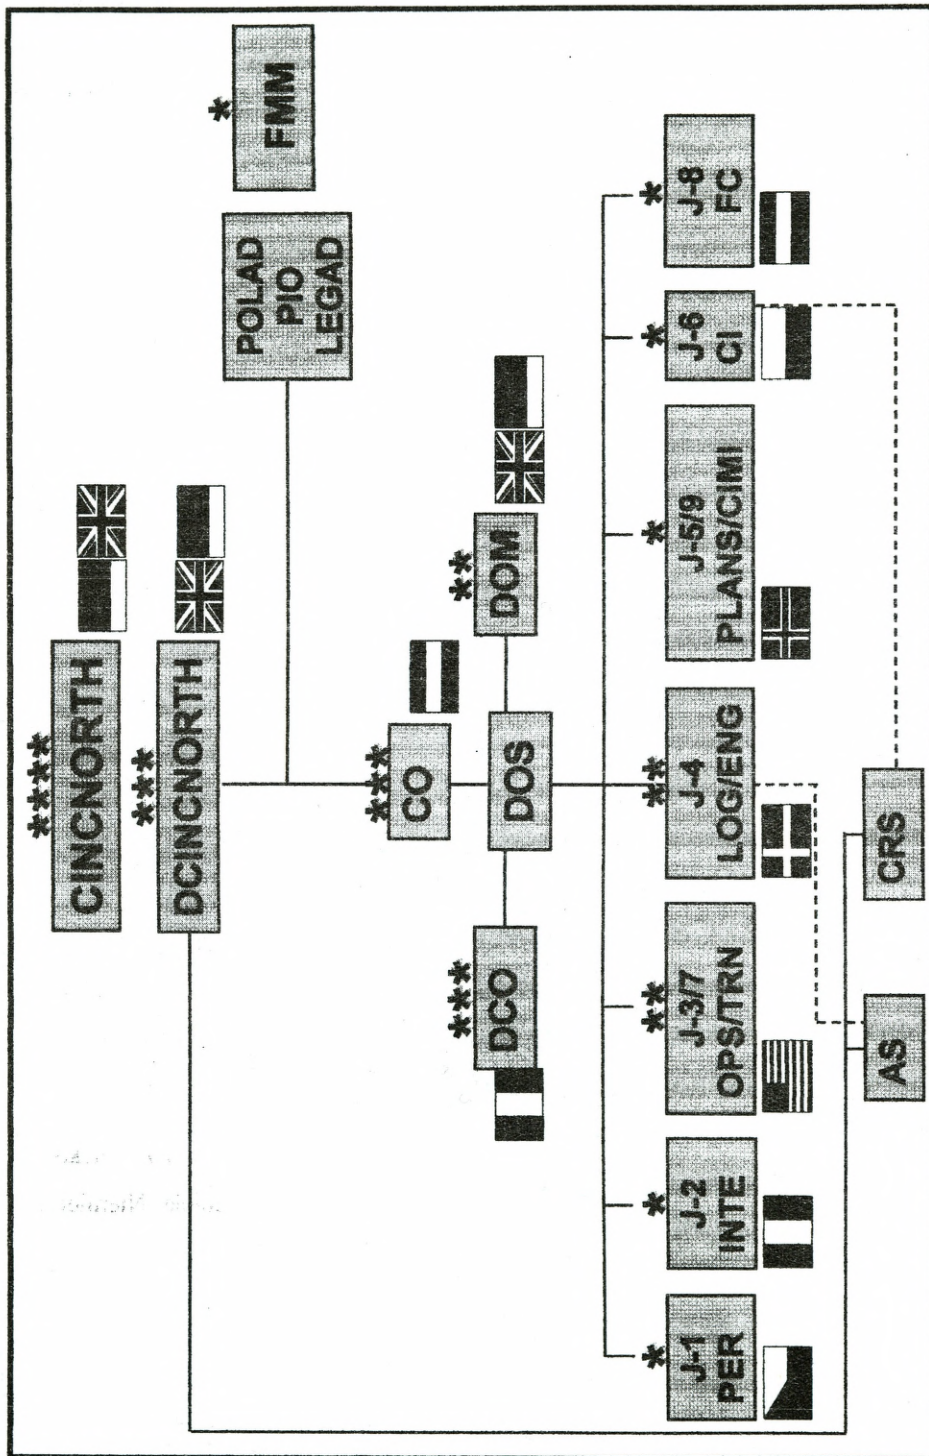 ****
CINCNORTH
***
DCINCNORTH
POLAD
PIO
LEGAD
*
FMM
***
CO
***
DCO
DOS
**
DOM
*
J-1
PER
*
J-2
INTE
**
J-3/7
OPS/TRN
**
J-4
LOG/ENG
*
J-5/9
PLANS/CIMI
*
J-6
CI
*
J-8
FC
AS
CRS